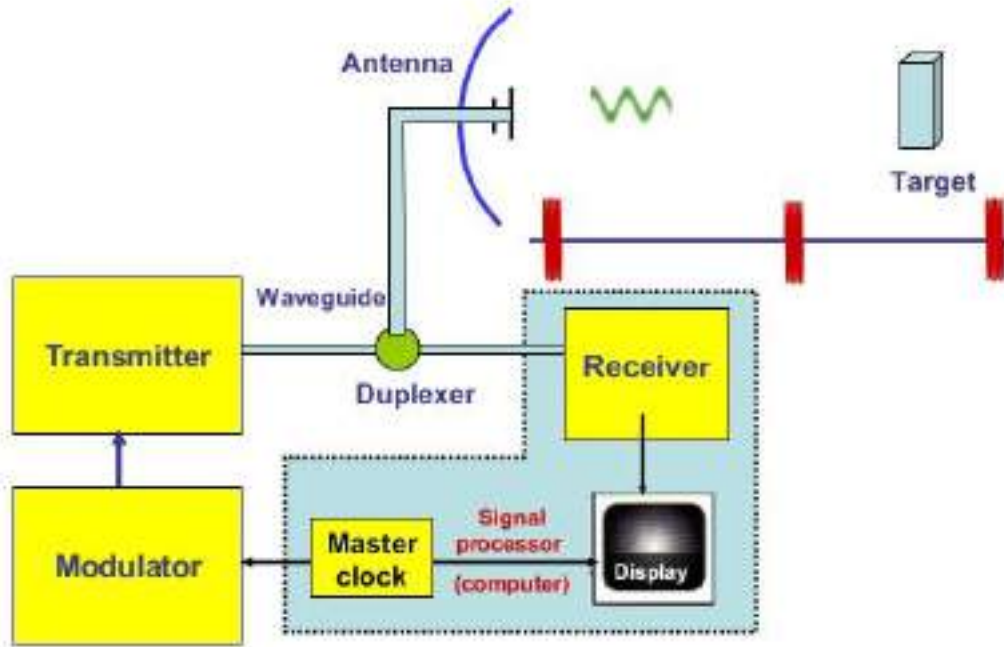 Antenna
Target
Waveguide
Transmitter
Duplexer
Receiver
Modulator
Master
clock
Signal
processor
(computer)
Display